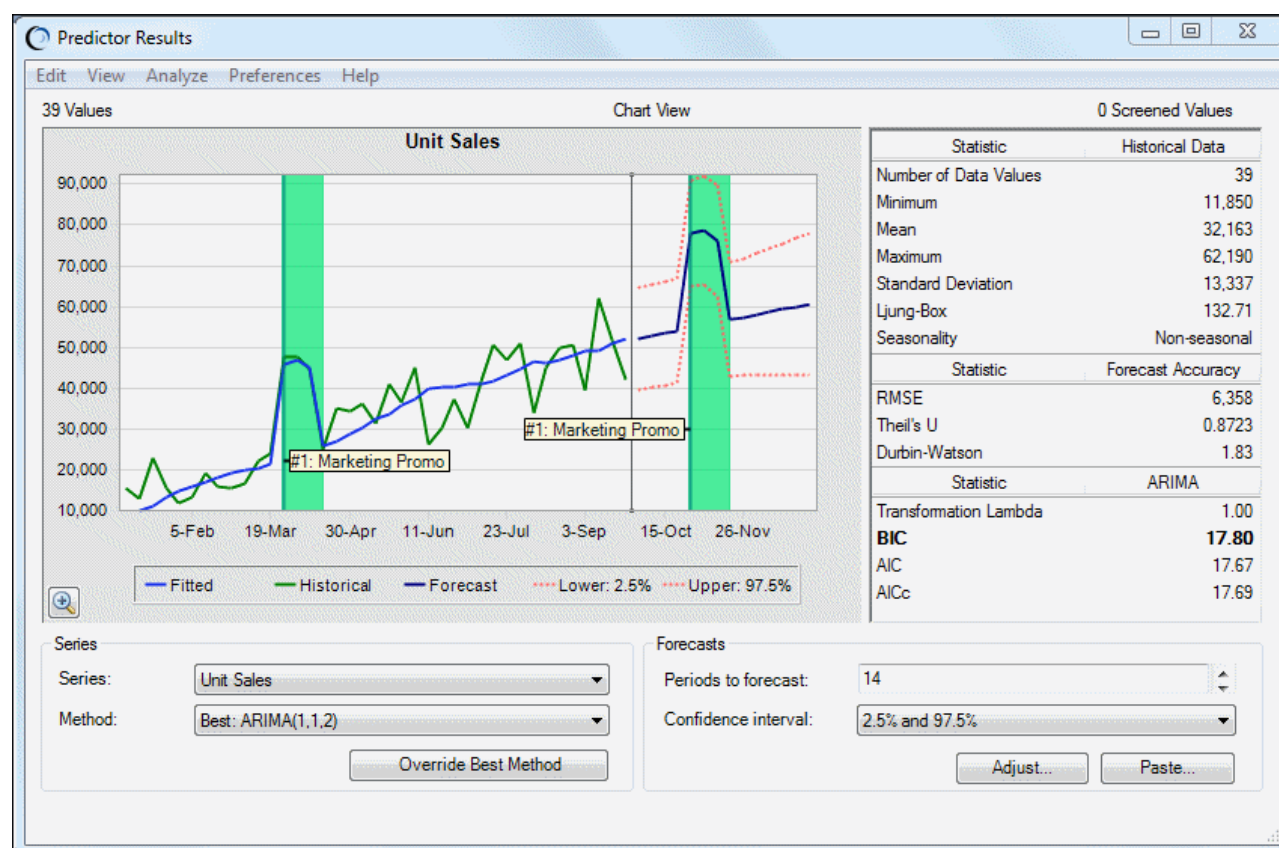 Predictor Results
Edit View Analyze Preferences Help
39 Values Chart View 0 Screened Values
Unit Sales
90,000
80,000
70,000
60,000
50,000
40,000
30,000
20,000
10,000
#1: Marketing Promo
#1: Marketing Promo
5-Feb 19-Mar 30-Apr 11-Jun 23-Jul 3-Sep 15-Oct 26-Nov
Fitted Historical Forecast Lower: 2.5% Upper: 97.5%
Statistic Historical Data
Number of Data Values 39
Minimum 11,850
Mean 32,163
Maximum 62,190
Standard Deviation 13,337
Ljung-Box 132.71
Seasonality Non-seasonal
Statistic Forecast Accuracy
RMSE 6,358
Theil's U 0.8723
Durbin-Watson 1.83
Statistic ARIMA
Transformation Lambda 1.00
BIC 17.80
AIC 17.67
AICc 17.69
Series
Series: Unit Sales
Method: Best: ARIMA(1,1,2)
Override Best Method
Forecasts
Periods to forecast: 14
Confidence interval: 2.5% and 97.5%
Adjust... Paste...